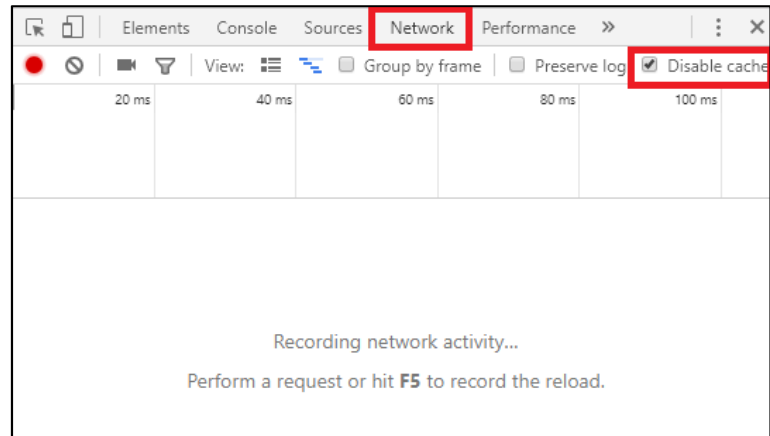 Elements Console Sources Network Performance »
View: Group by frame Preserve log Disable cache
20 ms 40 ms 60 ms 80 ms 100 ms
Recording network activity...
Perform a request or hit F5 to record the reload.